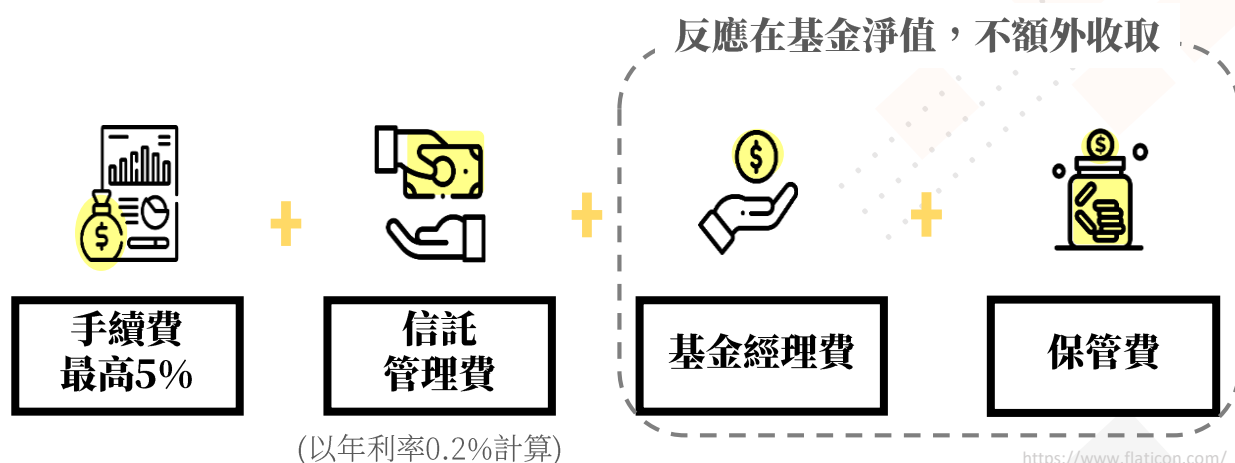 反應在基金淨值，不額外收取
手續費
最高5%
信託
管理費
基金經理費
保管費
(以年利率0.2%計算)
https://www.flaticon.com/